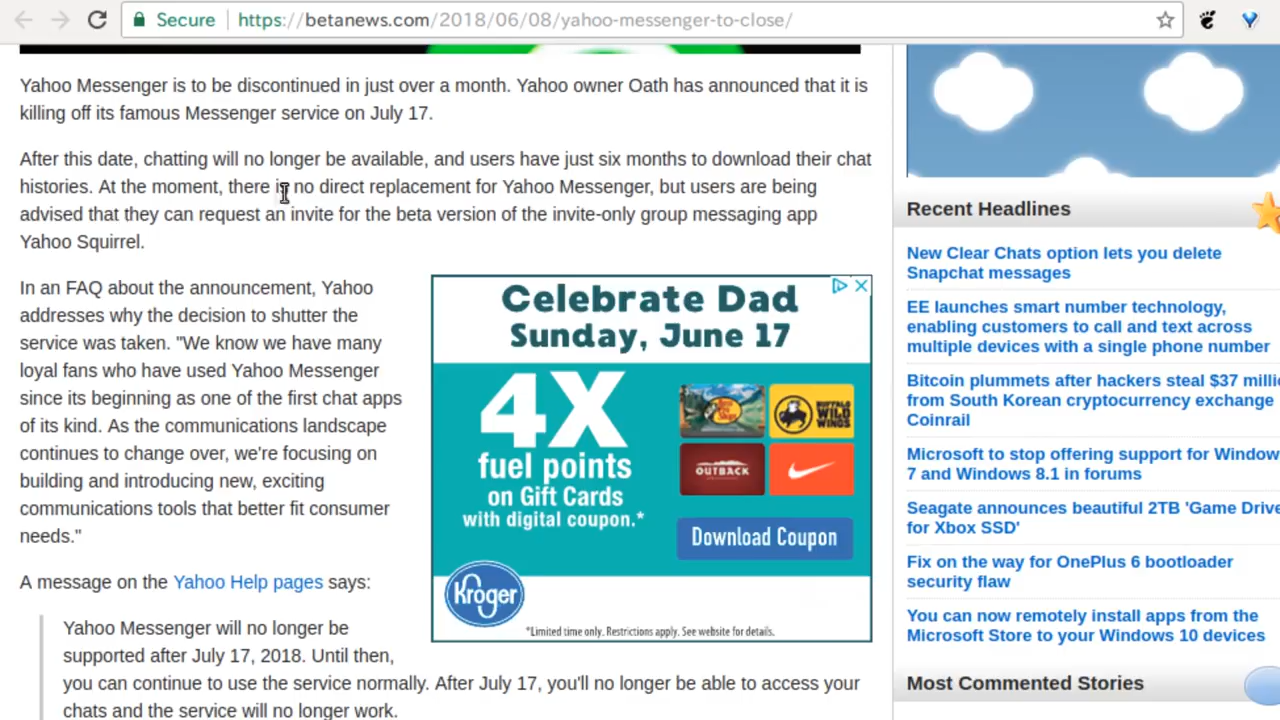 Secure https://betanews.com/2018/06/08/yahoo-messenger-to-close/
Yahoo Messenger is to be discontinued in just over a month. Yahoo owner Oath has announced that it is
killing off its famous Messenger service on July 17.
After this date, chatting will no longer be available, and users have just six months to download their chat
histories. At the moment, there is no direct replacement for Yahoo Messenger, but users are being
advised that they can request an invite for the beta version of the invite-only group messaging app
Yahoo Squirrel.
In an FAQ about the announcement, Yahoo
addresses why the decision to shutter the
service was taken. "We know we have many
loyal fans who have used Yahoo Messenger
since its beginning as one of the first chat apps
of its kind. As the communications landscape
continues to change over, we're focusing on
building and introducing new, exciting
communications tools that better fit consumer
needs."
A message on the Yahoo Help pages says:
Yahoo Messenger will no longer be
supported after July 17, 2018. Until then,
you can continue to use the service normally. After July 17, you'll no longer be able to access your
chats and the service will no longer work.
Celebrate Dad
Sunday, June 17
4X
fuel points
on Gift Cards
with digital coupon.*
BUFFALO
WILD
WINGS
OUTBACK
Download Coupon
Kroger
*Limited time only. Restrictions apply. See website for details.
Recent Headlines
New Clear Chats option lets you delete
Snapchat messages
EE launches smart number technology,
enabling customers to call and text across
multiple devices with a single phone number
Bitcoin plummets after hackers steal $37 milli
from South Korean cryptocurrency exchange
Coinrail
Microsoft to stop offering support for Window
7 and Windows 8.1 in forums
Seagate announces beautiful 2TB 'Game Drive
for Xbox SSD'
Fix on the way for OnePlus 6 bootloader
security flaw
You can now remotely install apps from the
Microsoft Store to your Windows 10 devices
Most Commented Stories